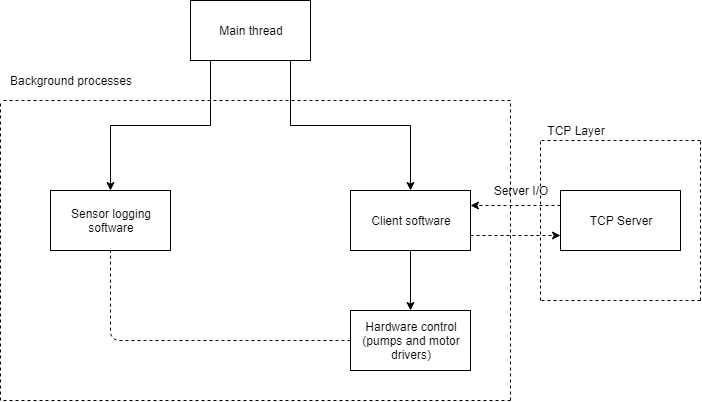 Main thread
Background processes
TCP Layer
Server I/O
Sensor logging
software
Client software
TCP Server
Hardware control
(pumps and motor
drivers)